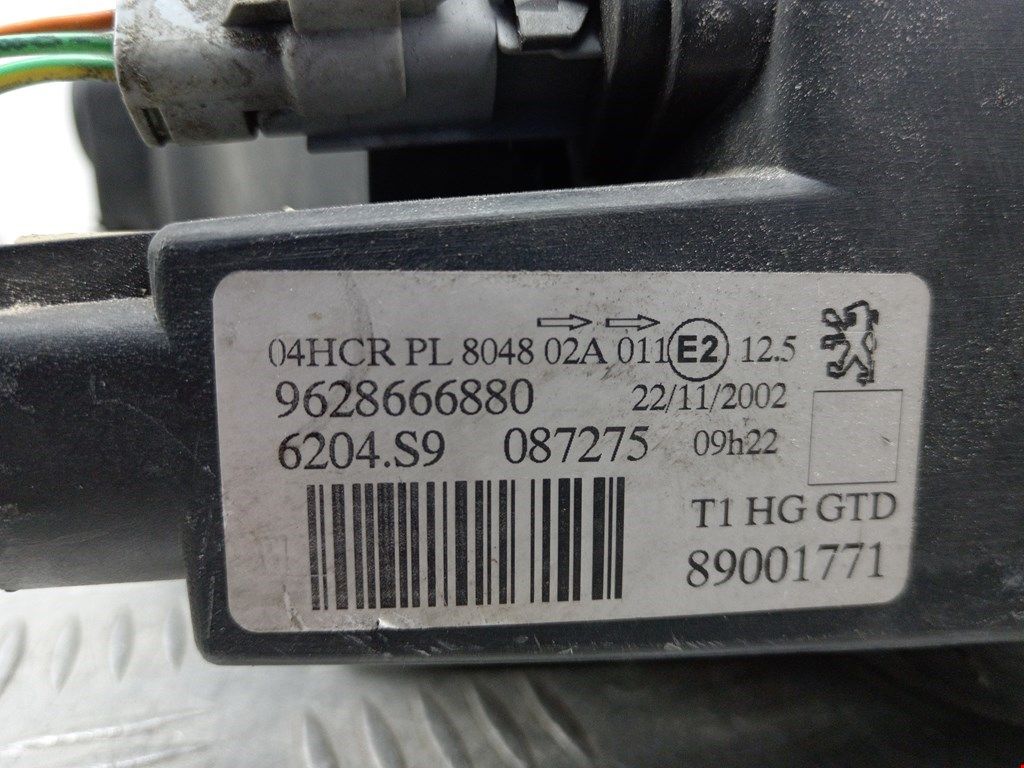 04HCR PL 8048 02A 011 E2 12.5
9628666880 22/11/2002
6204.S9 087275 09h22
T1 HG GTD
89001771